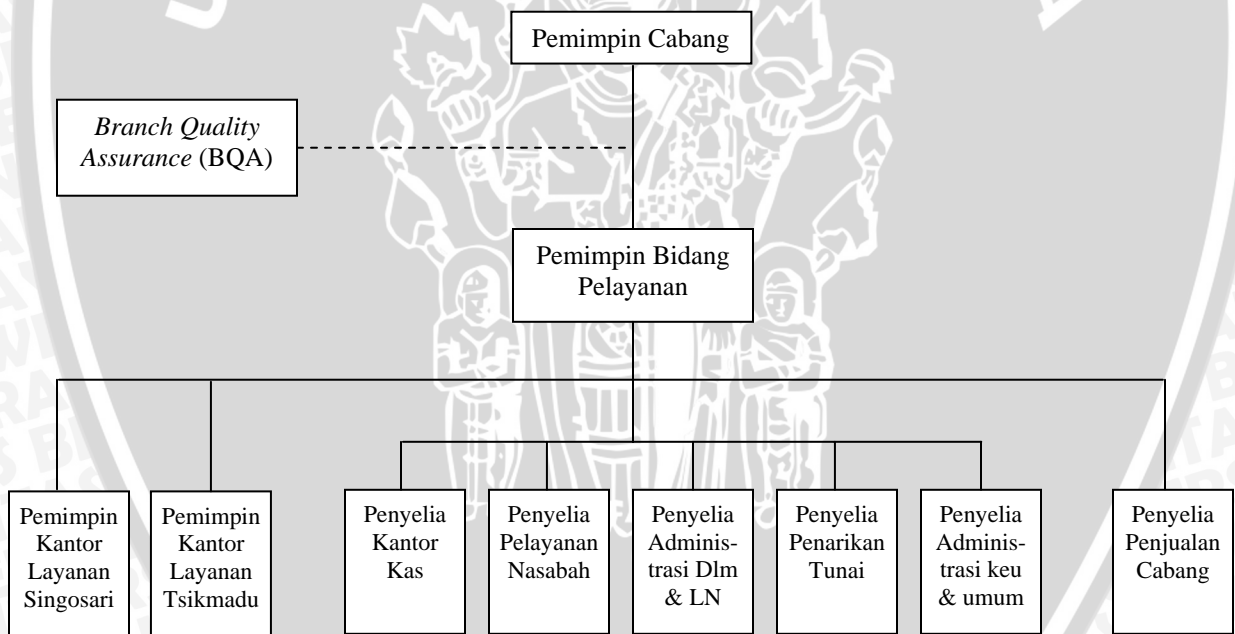 Pemimpin Cabang
Branch Quality
Assurance (BQA)
Pemimpin Bidang
Pelayanan
Pemimpin
Kantor
Layanan
Singosari
Pemimpin
Kantor
Layanan
Tsikmadu
Penyelia
Kantor
Kas
Penyelia
Pelayanan
Nasabah
Penyelia
Adminis-
trasi Dlm
& LN
Penyelia
Penarikan
Tunai
Penyelia
Adminis-
trasi keu
& umum
Penyelia
Penjualan
Cabang